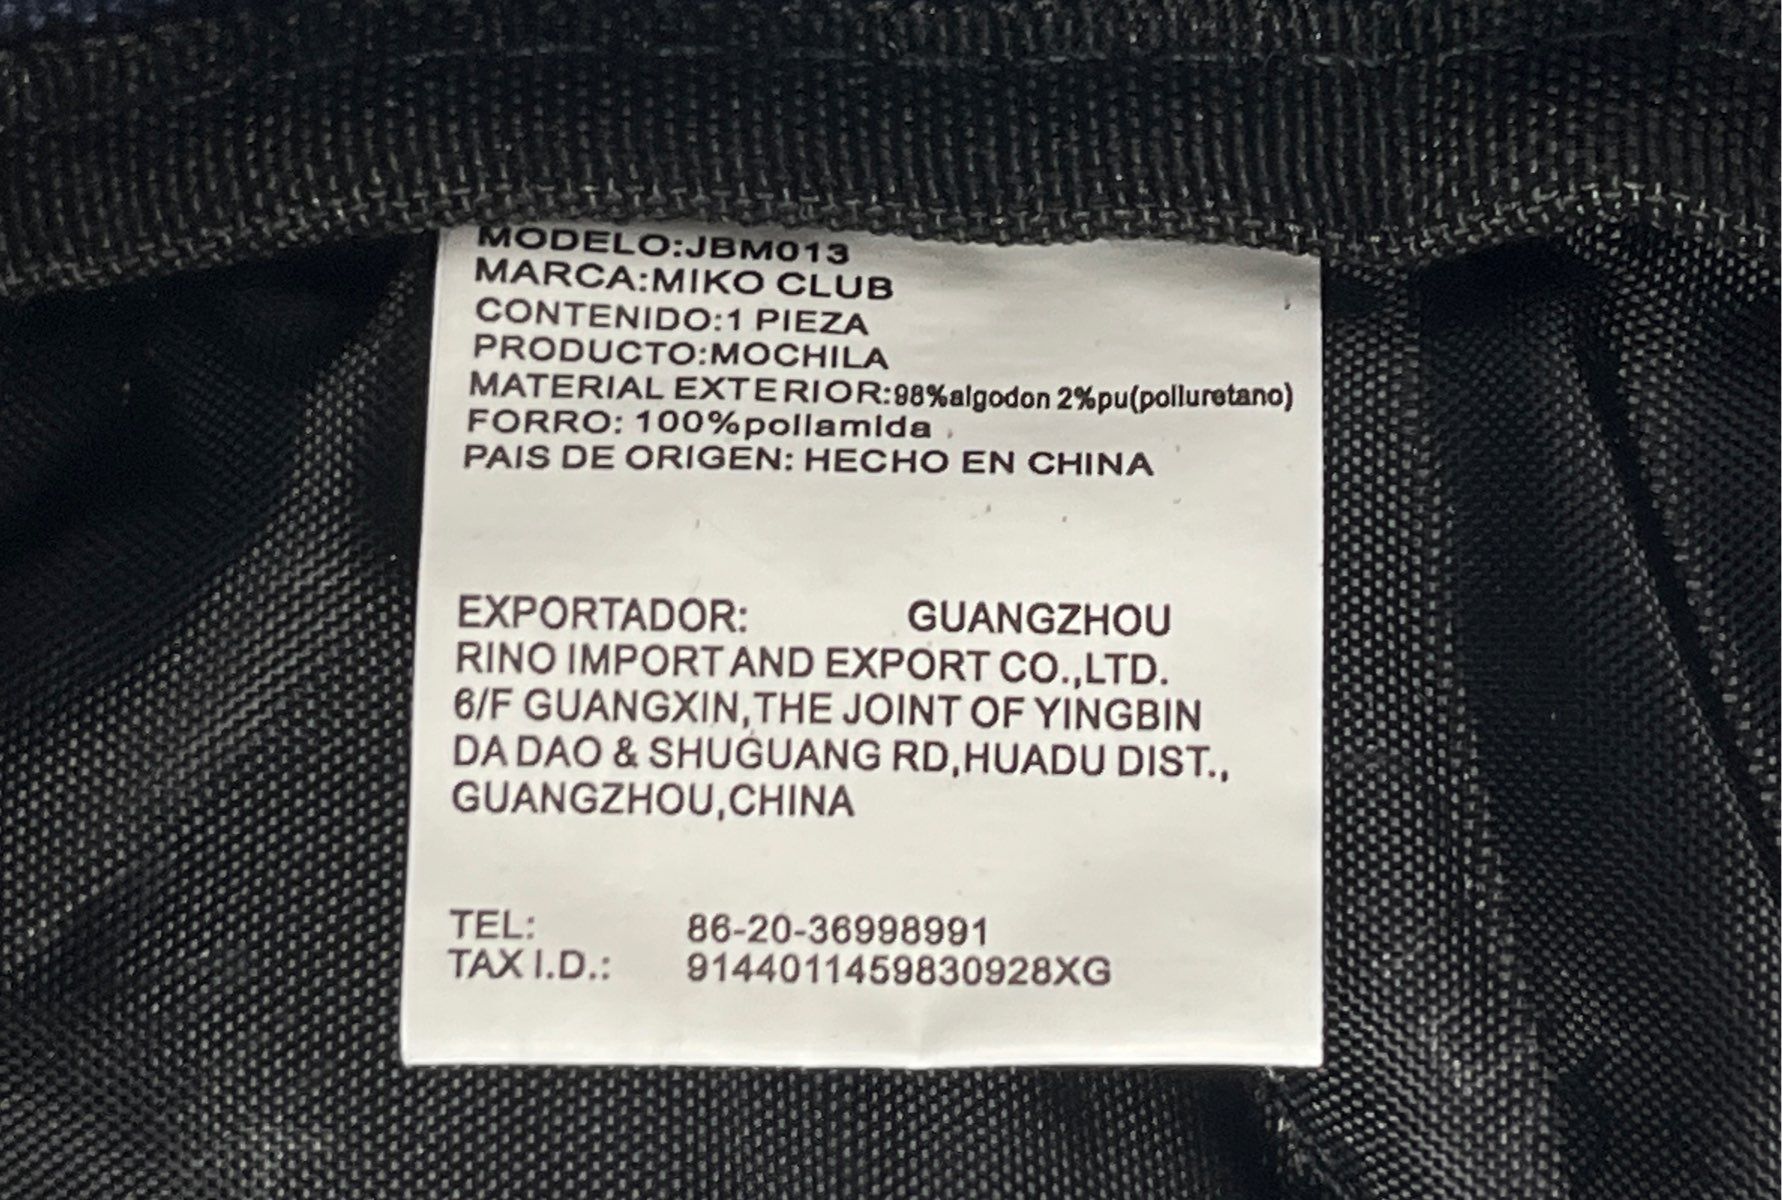 MODELO:JBM013
MARCA:MIKO CLUB
CONTENIDO:1 PIEZA
PRODUCTO:MOCHILA
MATERIAL EXTERIOR:98%algodon 2%pu(poliuretano)
FORRO: 100%poliamida
PAIS DE ORIGEN: HECHO EN CHINA
EXPORTADOR: GUANGZHOU
RINO IMPORT AND EXPORT CO.,LTD.
6/F GUANGXIN,THE JOINT OF YINGBIN
DA DAO & SHUGUANG RD,HUADU DIST.,
GUANGZHOU,CHINA
TEL: 86-20-36998991
TAX I.D.: 9144011459830928XG